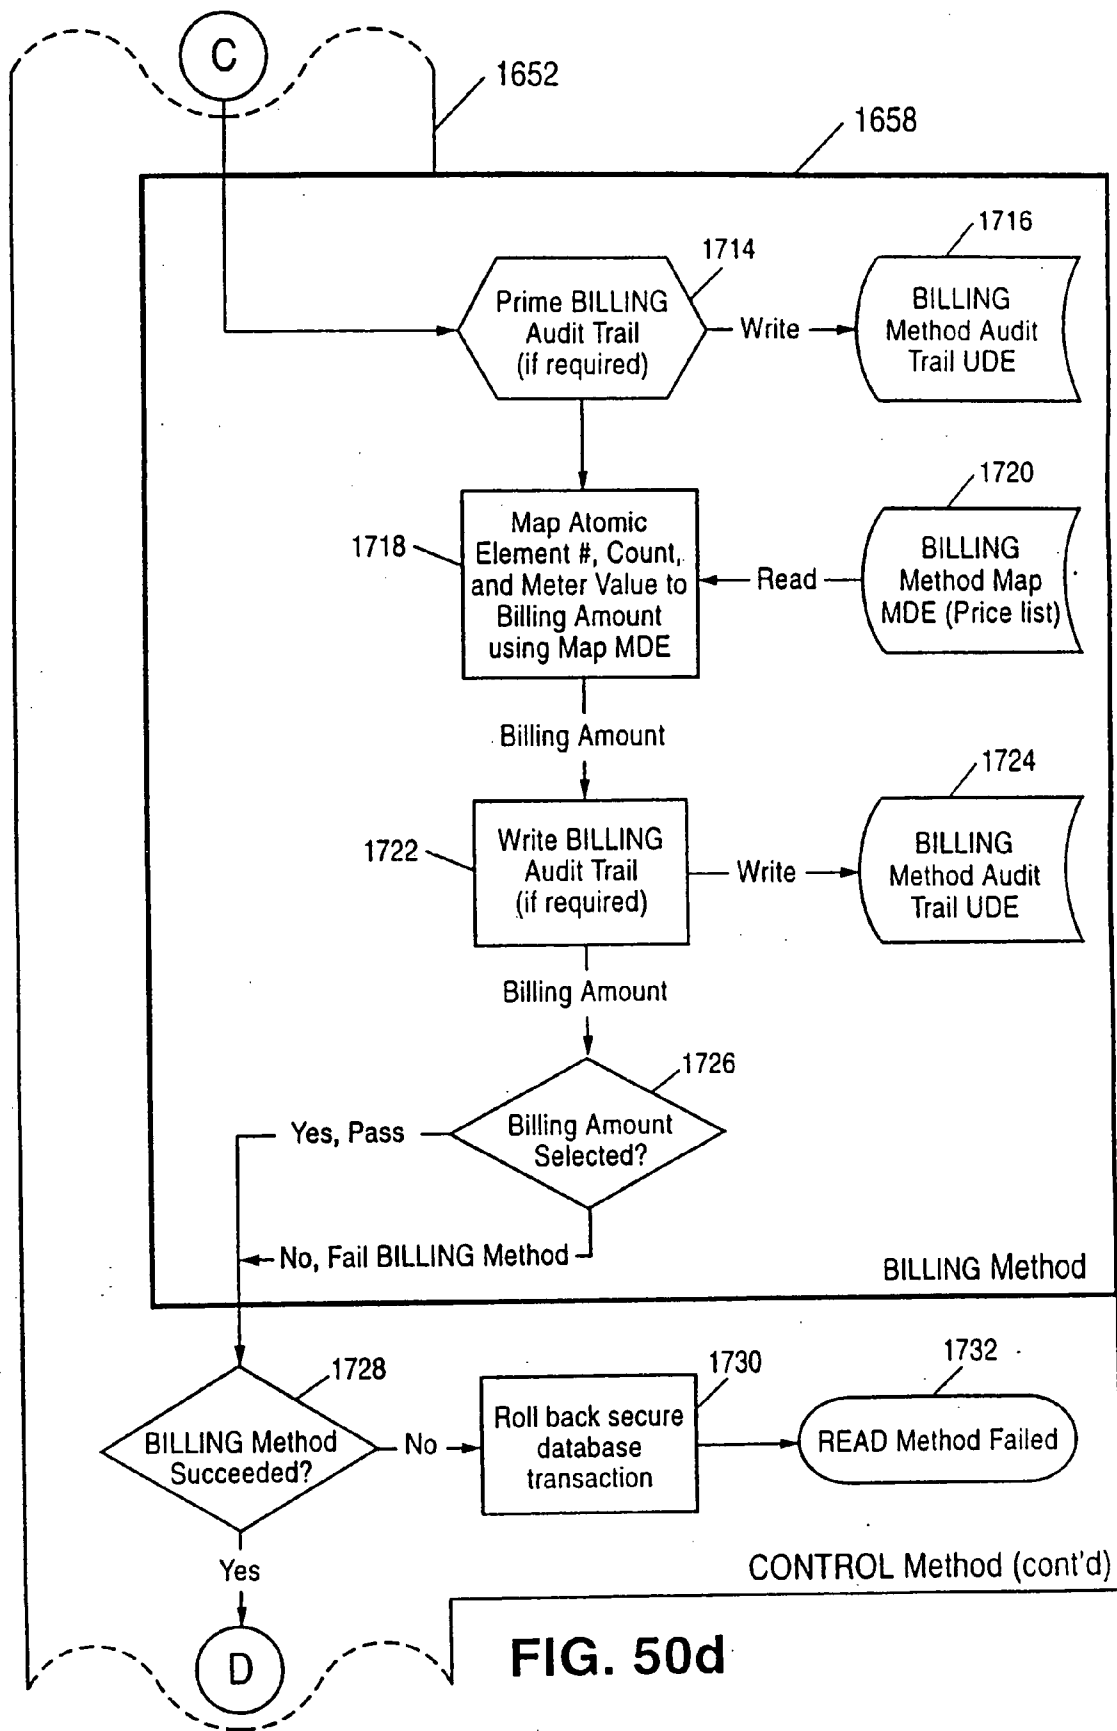 C
1652
1658
1714
1716
Prime BILLING
Audit Trail
(if required)
Write
BILLING
Method Audit
Trail UDE
1718
1720
Map Atomic
Element #, Count,
and Meter Value to
Billing Amount
using Map MDE
Read
BILLING
Method Map
MDE (Price list)
Billing Amount
1722
1724
Write BILLING
Audit Trail
(if required)
Write
BILLING
Method Audit
Trail UDE
Billing Amount
1726
Yes, Pass
Billing Amount
Selected?
No, Fail BILLING Method
BILLING Method
1728
1730
1732
BILLING Method
Succeeded?
No
Roll back secure
database
transaction
READ Method Failed
Yes
CONTROL Method (cont'd)
D
FIG. 50d